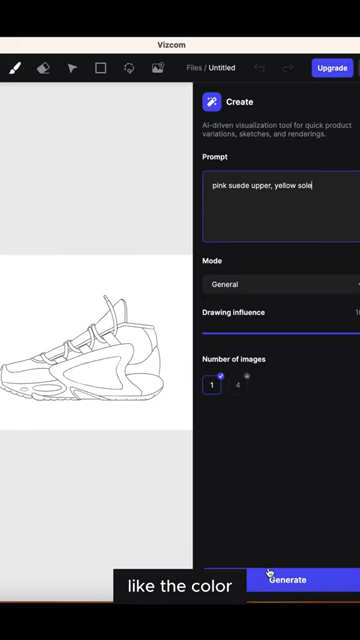 Vizcom
Files / Untitled
Upgrade
Create
AI-driven visualization tool for quick product
variations, sketches, and renderings.
Prompt
pink suede upper, yellow sole
Mode
General
Drawing influence
Number of images
1
4
Generate
like the color